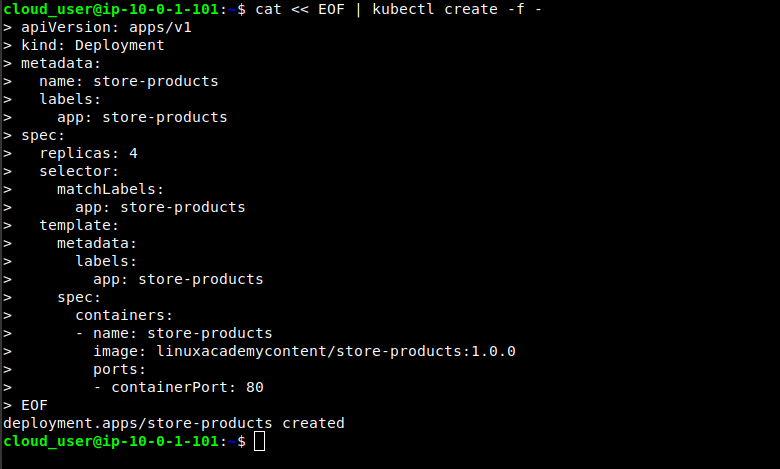 cloud_user@ip-10-0-1-101:~$ cat << EOF | kubectl create -f -
> apiVersion: apps/v1
> kind: Deployment
> metadata:
>   name: store-products
>   labels:
>     app: store-products
> spec:
>   replicas: 4
>   selector:
>     matchLabels:
>       app: store-products
>   template:
>     metadata:
>       labels:
>         app: store-products
>     spec:
>       containers:
>       - name: store-products
>         image: linuxacademycontent/store-products:1.0.0
>         ports:
>         - containerPort: 80
> EOF
deployment.apps/store-products created
cloud_user@ip-10-0-1-101:~$